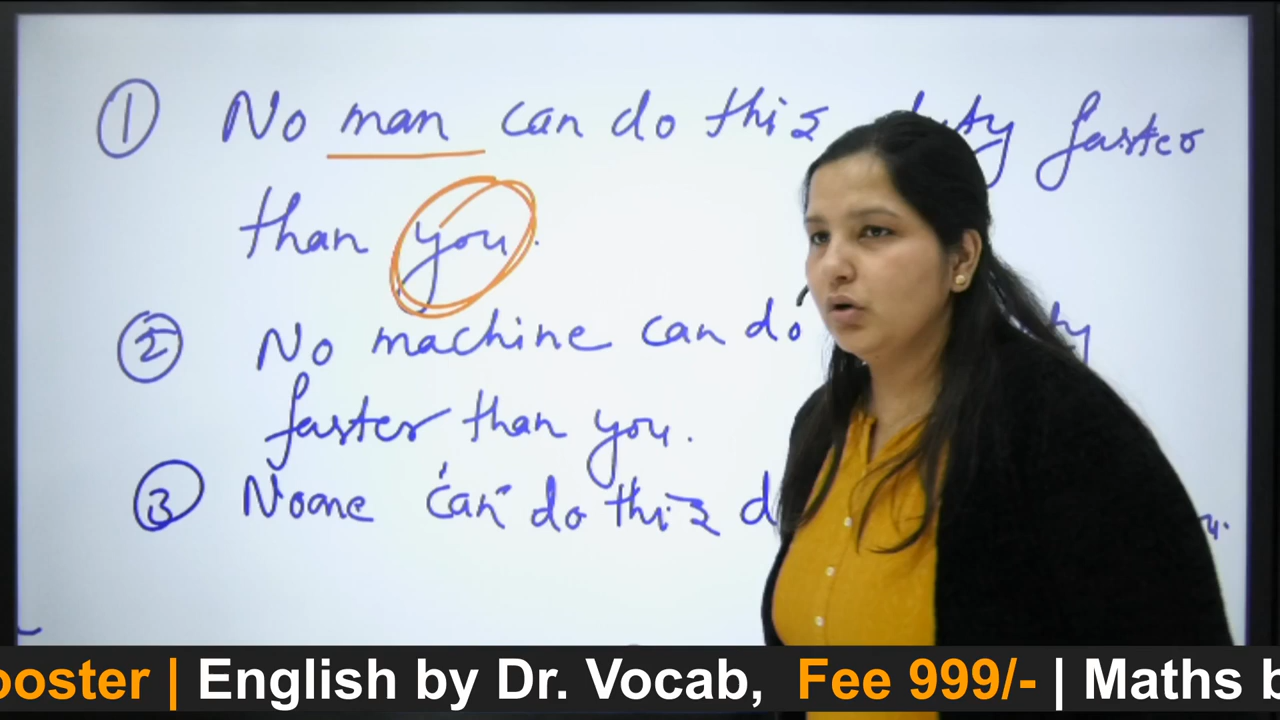 ① No man can do this duty faster
than you.
② No machine can do
faster than you.
③ Noone can do this
ooster | English by Dr. Vocab, Fee 999/- | Maths b